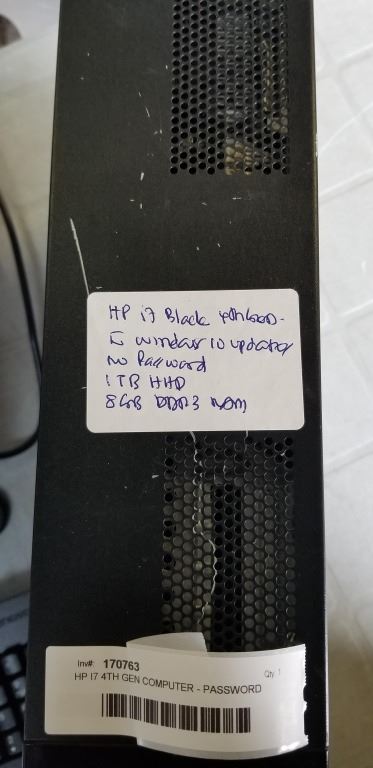 HP i7 Black 4th Gen -
windows 10 updated
no Password
1TB HHD
8GB DDR3 RAM
Inv#: 170763
Qty 1
HP I7 4TH GEN COMPUTER - PASSWORD